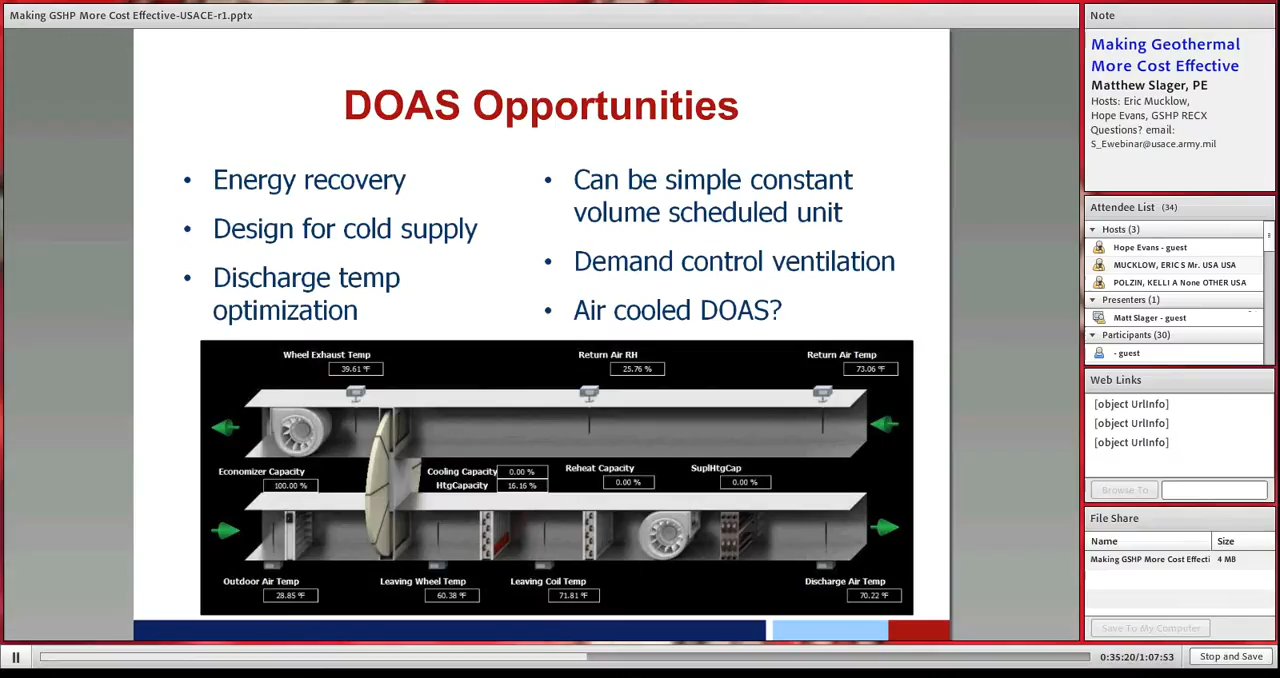 Making GSHP More Cost Effective-USACE-r1.pptx
DOAS Opportunities
• Energy recovery
• Design for cold supply
• Discharge temp
optimization
• Can be simple constant
volume scheduled unit
• Demand control ventilation
• Air cooled DOAS?
Wheel Exhaust Temp
39.61 °F
Return Air RH
25.76 %
Return Air Temp
73.06 °F
Economizer Capacity
100.00 %
Cooling Capacity 0.00 %
HtgCapacity 16.16 %
Reheat Capacity
0.00 %
SuplHtgCap
0.00 %
Outdoor Air Temp
28.85 °F
Leaving Wheel Temp
60.38 °F
Leaving Coil Temp
71.81 °F
Discharge Air Temp
70.22 °F
Note
Making Geothermal
More Cost Effective
Matthew Slager, PE
Hosts: Eric Mucklow,
Hope Evans, GSHP RECX
Questions? email:
S_Ewebinar@usace.army.mil
Attendee List (34)
Hosts (3)
Hope Evans - guest
MUCKLOW, ERIC S Mr. USA USA
POLZIN, KELLI A None OTHER USA
Presenters (1)
Matt Slager - guest
Participants (30)
- guest
Web Links
[object UrlInfo]
[object UrlInfo]
[object UrlInfo]
Browse To
File Share
Name Size
Making GSHP More Cost Effecti 4 MB
Save To My Computer
0:35:20/1:07:53
Stop and Save